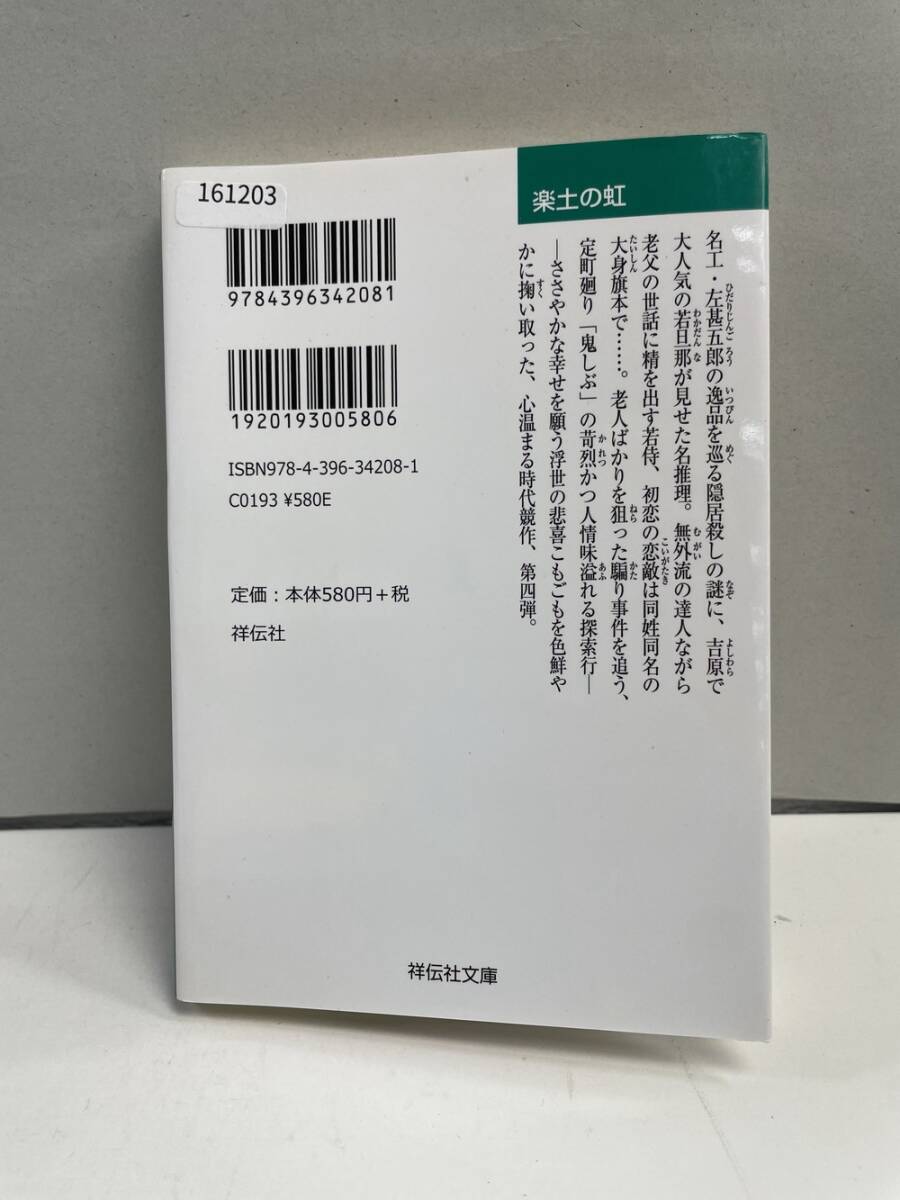 161203
9784396342081
1920193005806
ISBN978-4-396-34208-1
C0193 ¥580E
定価：本体580円＋税
祥伝社
楽土の虹
名工・左甚五郎の逸品を巡る隠居殺しの謎に、吉原で
大人気の若旦那が見せた名推理。無外流の達人ながら
老父の世話に精を出す若侍、初恋の恋敵は同姓同名の
大身旗本で……。老人ばかりを狙った騙り事件を追う、
定町廻り「鬼しぶ」の苛烈かつ人情味溢れる探索行―
―ささやかな幸せを願う浮世の悲喜こもごもを色鮮や
かに掬い取った、心温まる時代競作、第四弾。
祥伝社文庫